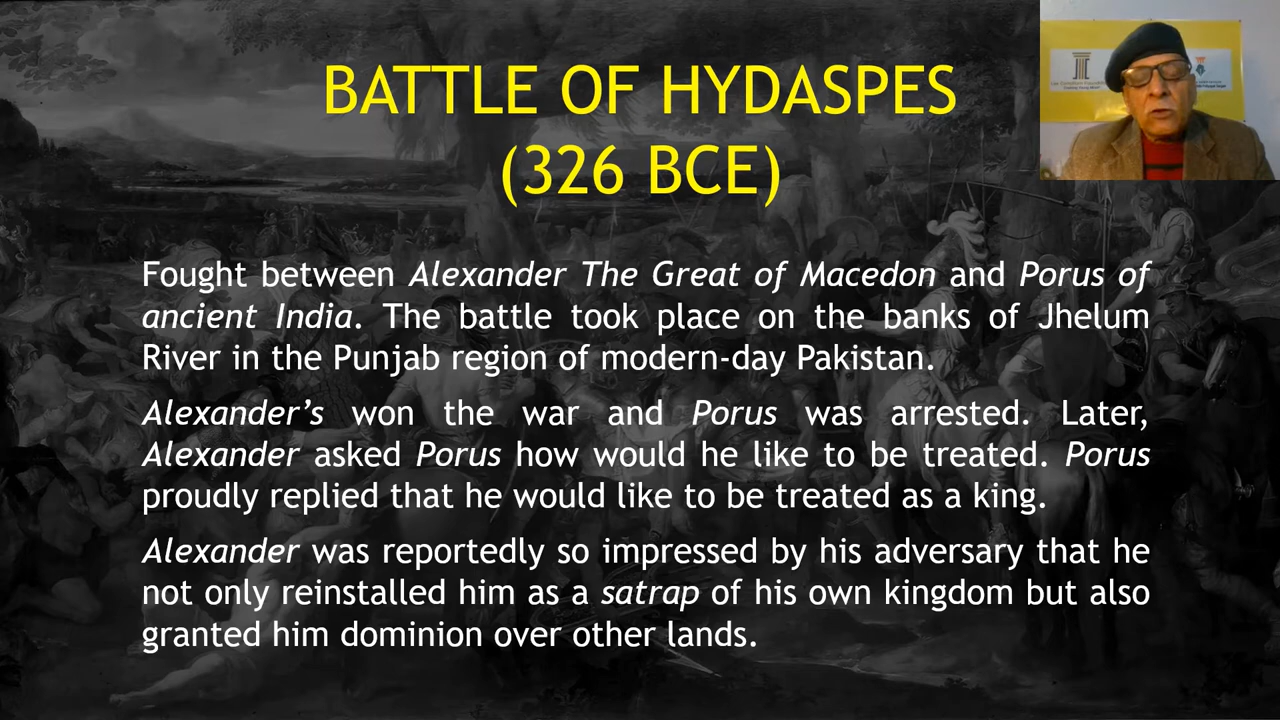 BATTLE OF HYDASPES
(326 BCE)
Fought between Alexander The Great of Macedon and Porus of
ancient India. The battle took place on the banks of Jhelum
River in the Punjab region of modern-day Pakistan.
Alexander’s won the war and Porus was arrested. Later,
Alexander asked Porus how would he like to be treated. Porus
proudly replied that he would like to be treated as a king.
Alexander was reportedly so impressed by his adversary that he
not only reinstalled him as a satrap of his own kingdom but also
granted him dominion over other lands.